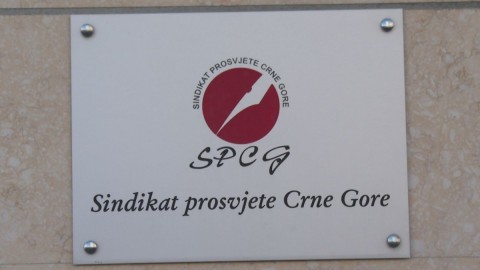 SINDIKAT PROSVJETE CRNE GORE
SPCG
Sindikat prosvjete Crne Gore